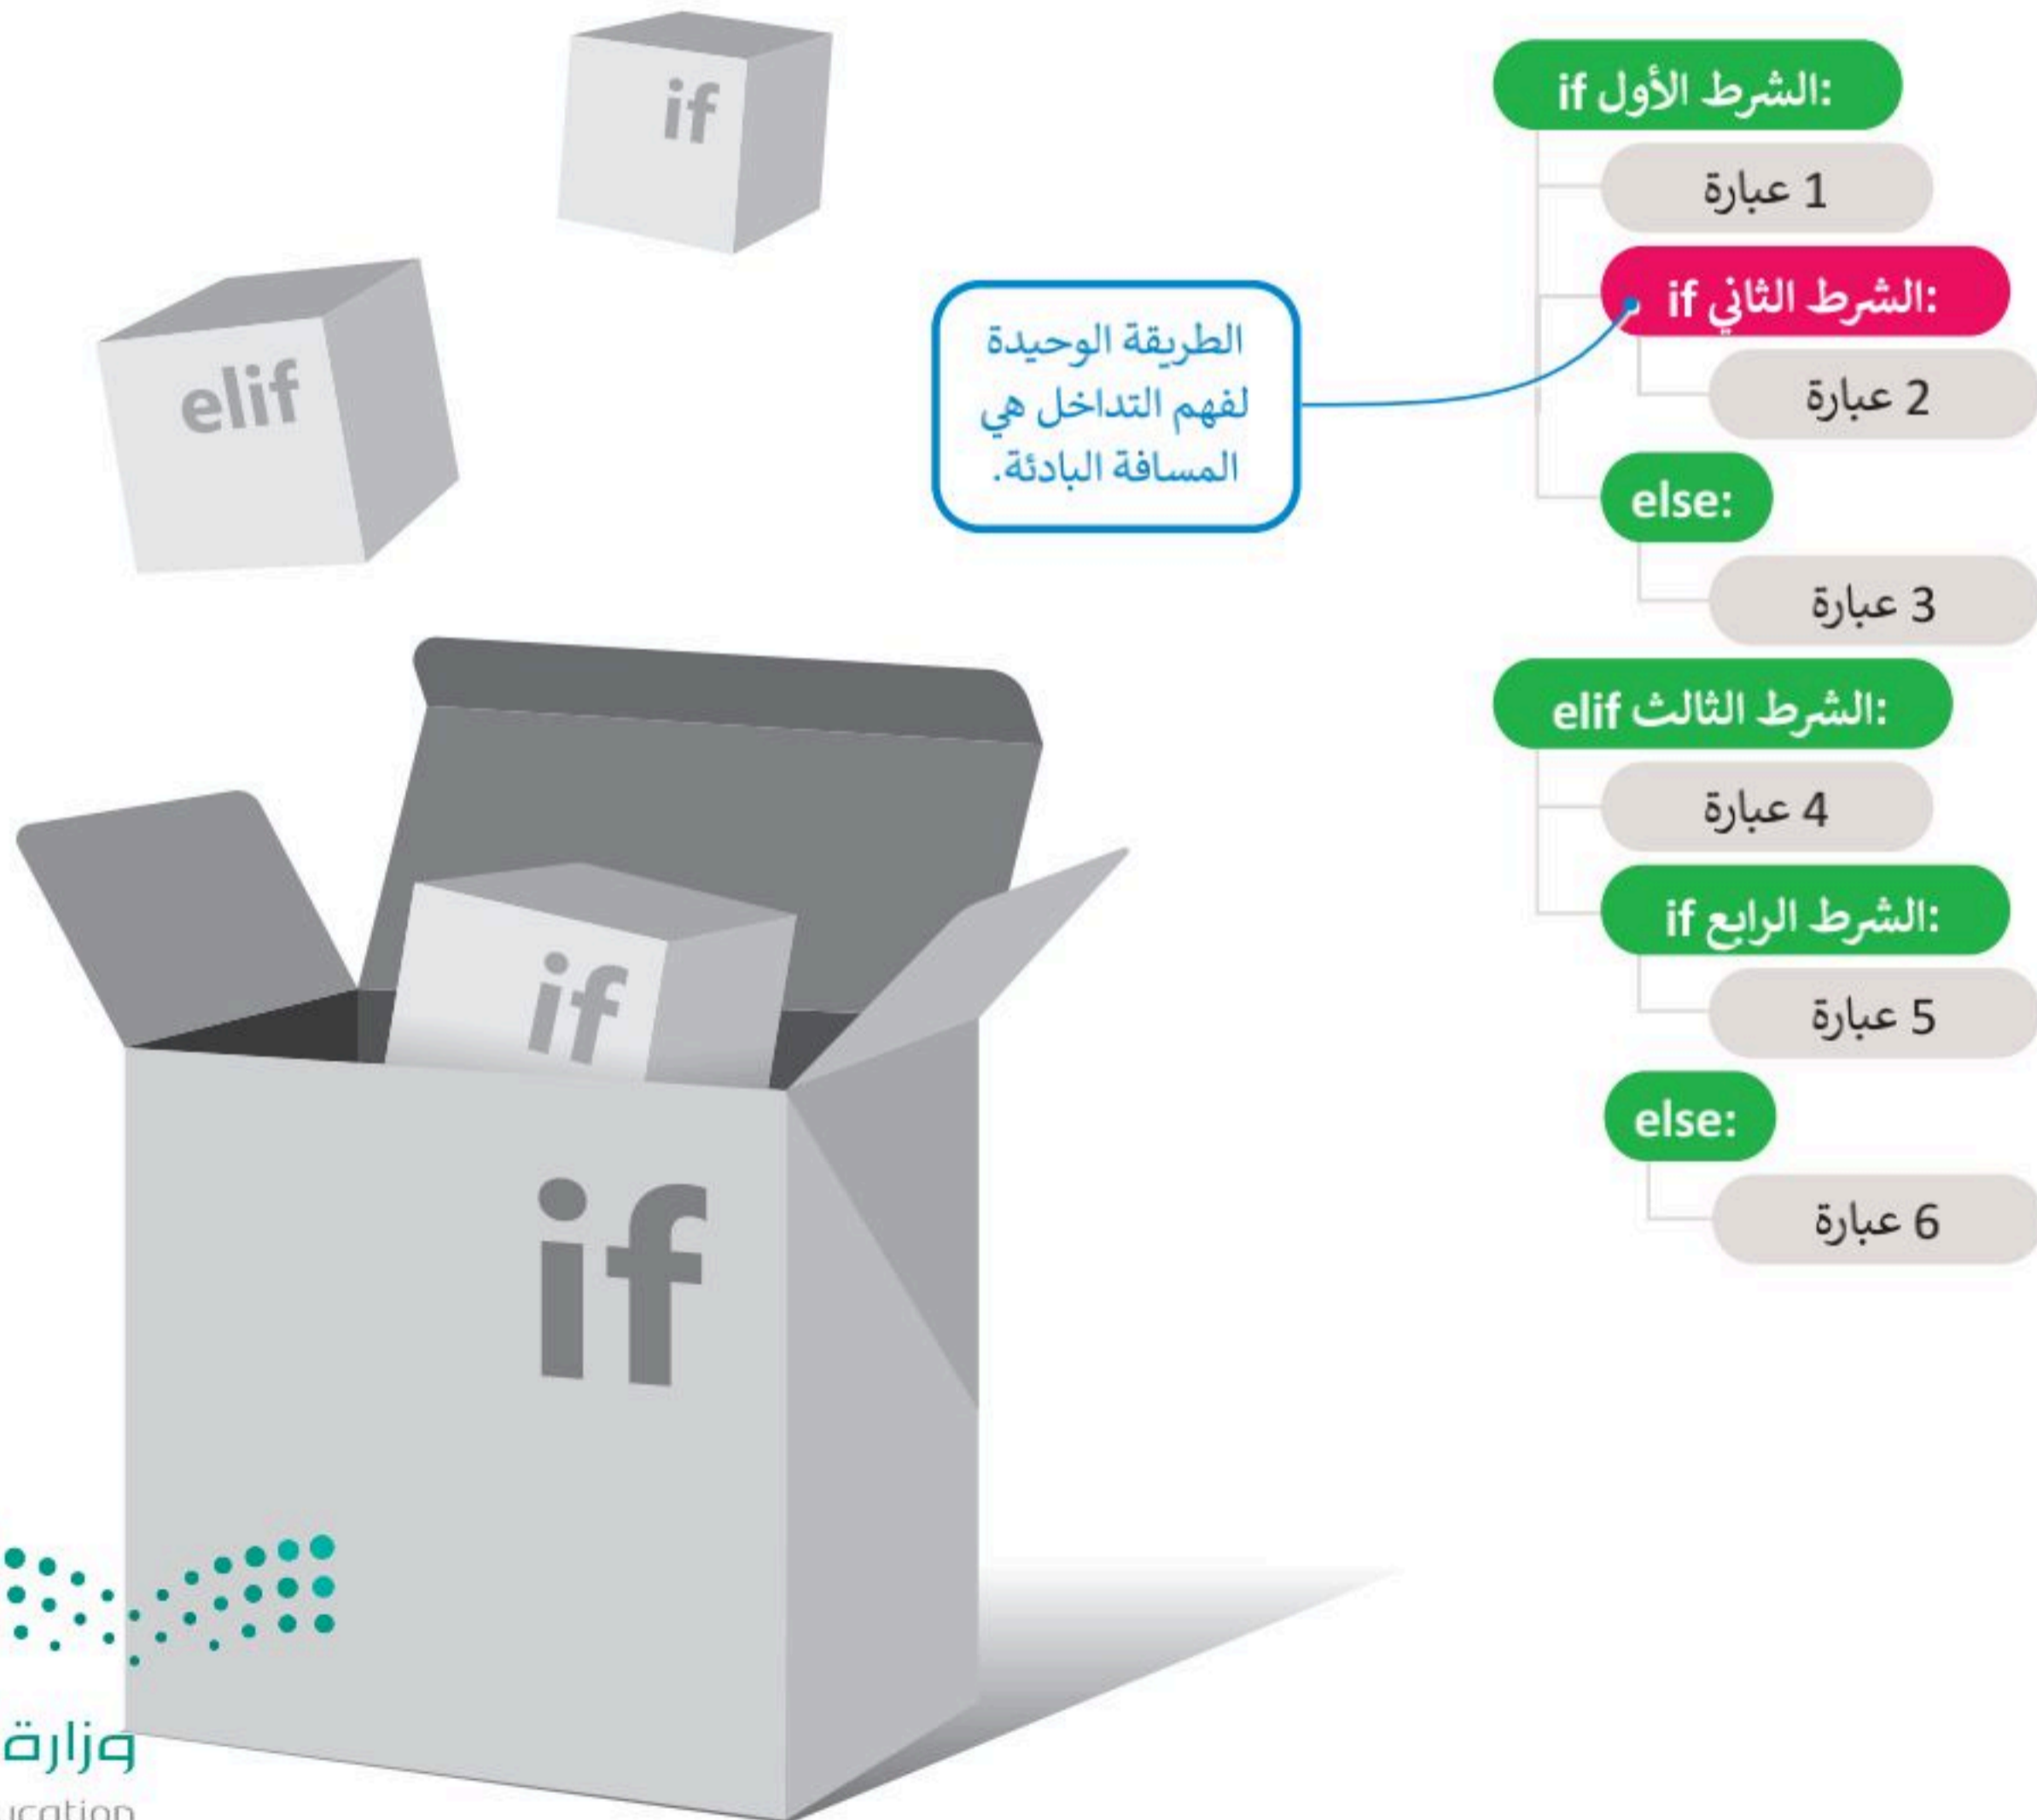 if الشرط الأول:
1 عبارة
if الشرط الثاني:
2 عبارة
else:
3 عبارة
elif الشرط الثالث:
4 عبارة
if الشرط الرابع:
5 عبارة
else:
6 عبارة
الطريقة الوحيدة
لفهم التداخل هي
المسافة البادئة.
if
elif
if
if
وزارة